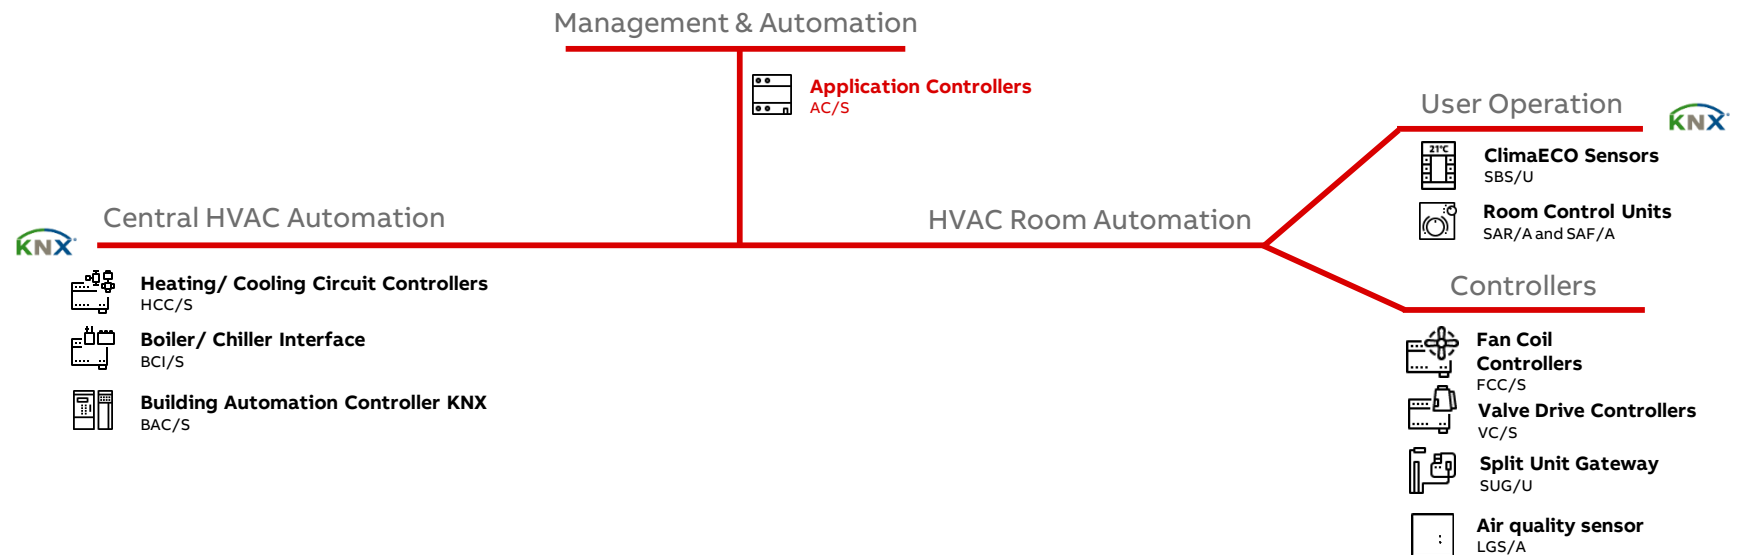 Management & Automation
Application Controllers
AC/S
User Operation
KNX
ClimaECO Sensors
SBS/U
21°C
Room Control Units
SAR/A and SAF/A
Central HVAC Automation
HVAC Room Automation
KNX
Heating/ Cooling Circuit Controllers
HCC/S
Boiler/ Chiller Interface
BCI/S
Building Automation Controller KNX
BAC/S
Controllers
Fan Coil
Controllers
FCC/S
Valve Drive Controllers
VC/S
Split Unit Gateway
SUG/U
Air quality sensor
LGS/A